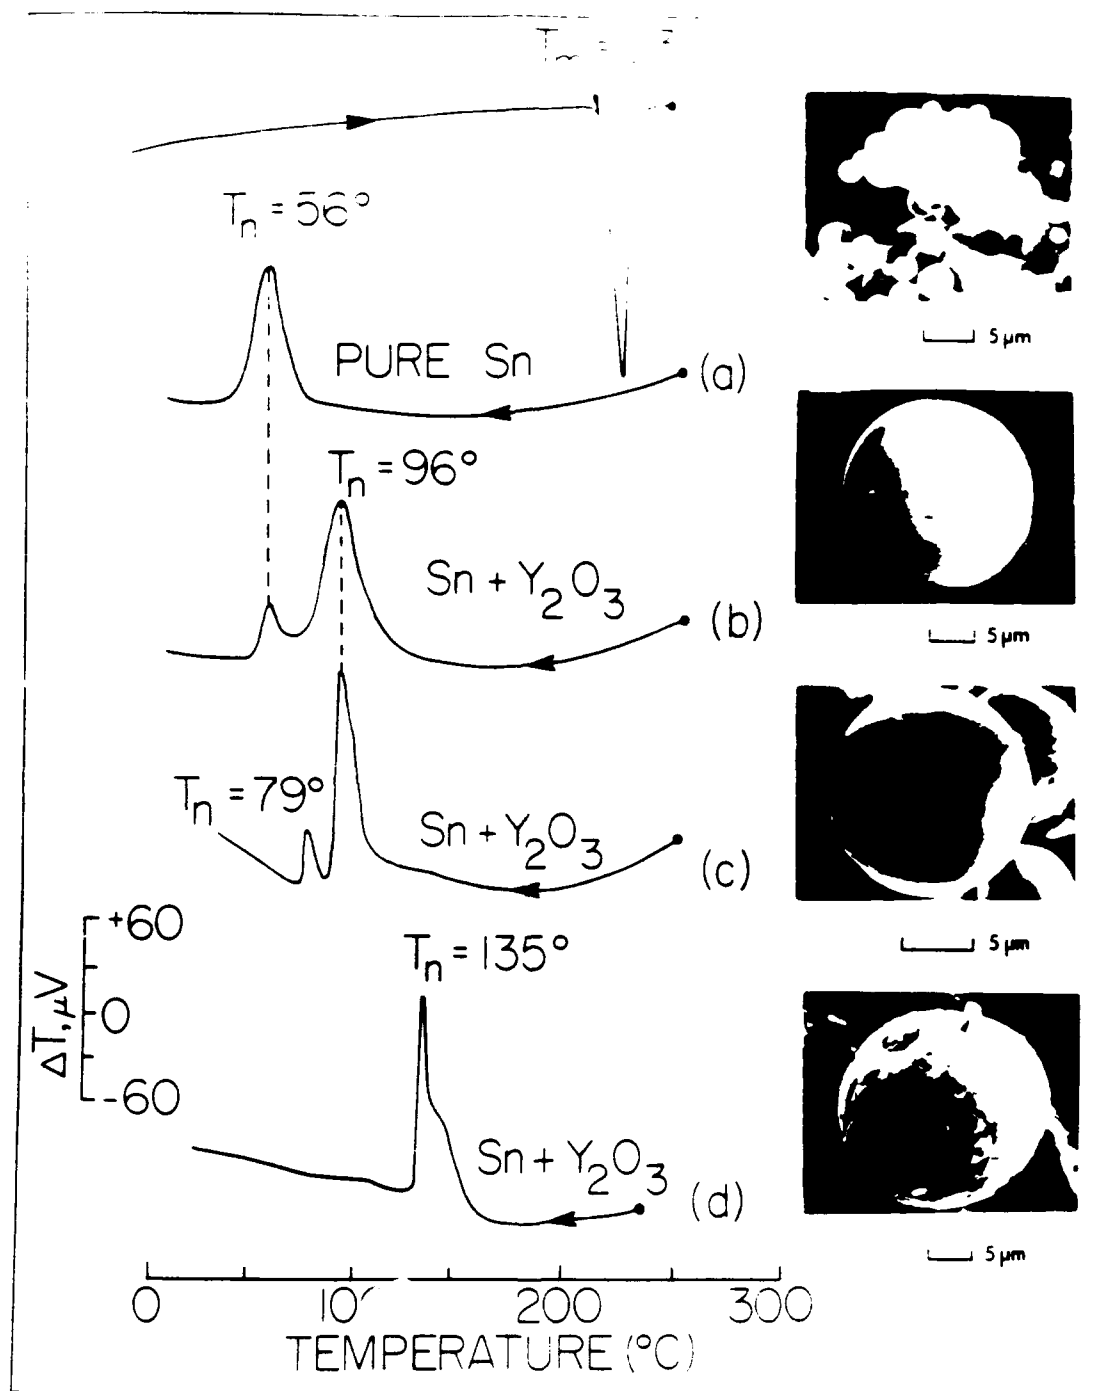 Tₙ = 56°
5 μm
PURE Sn
(a)
Tₙ = 96°
Sn + Y₂O₃
(b)
5 μm
Tₙ = 79°
Sn + Y₂O₃
(c)
5 μm
+60
0
-60
ΔT, μV
Tₙ = 135°
Sn + Y₂O₃
(d)
5 μm
0 200 300
TEMPERATURE (°C)